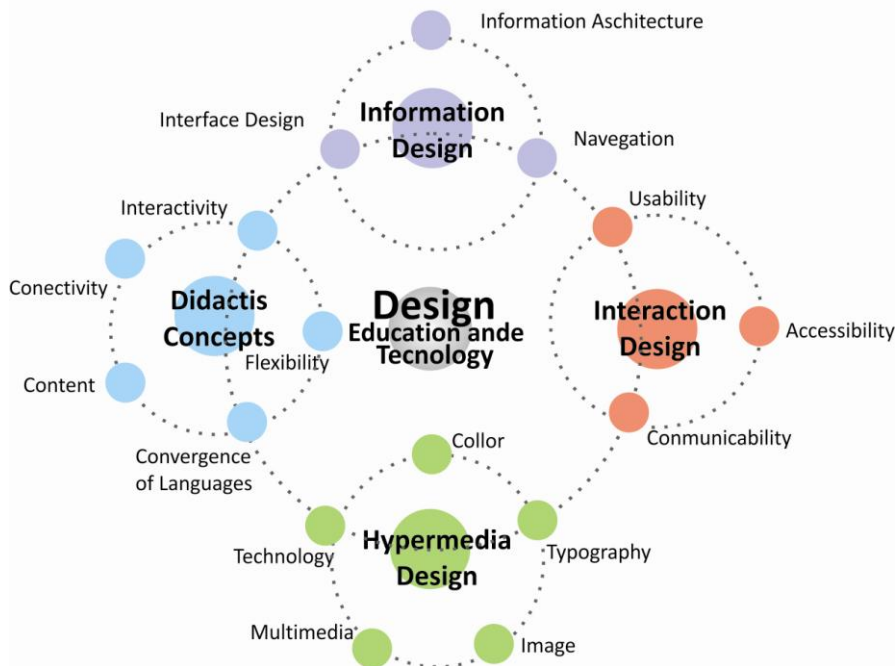 Information Aschitecture
Information
Design
Interface Design
Navegation
Interactivity
Usability
Conectivity
Didactis
Concepts
Design
Education ande
Tecnology
Interaction
Design
Accessibility
Flexibility
Content
Convergence
of Languages
Collor
Conmunicability
Technology
Hypermedia
Design
Typography
Multimedia
Image